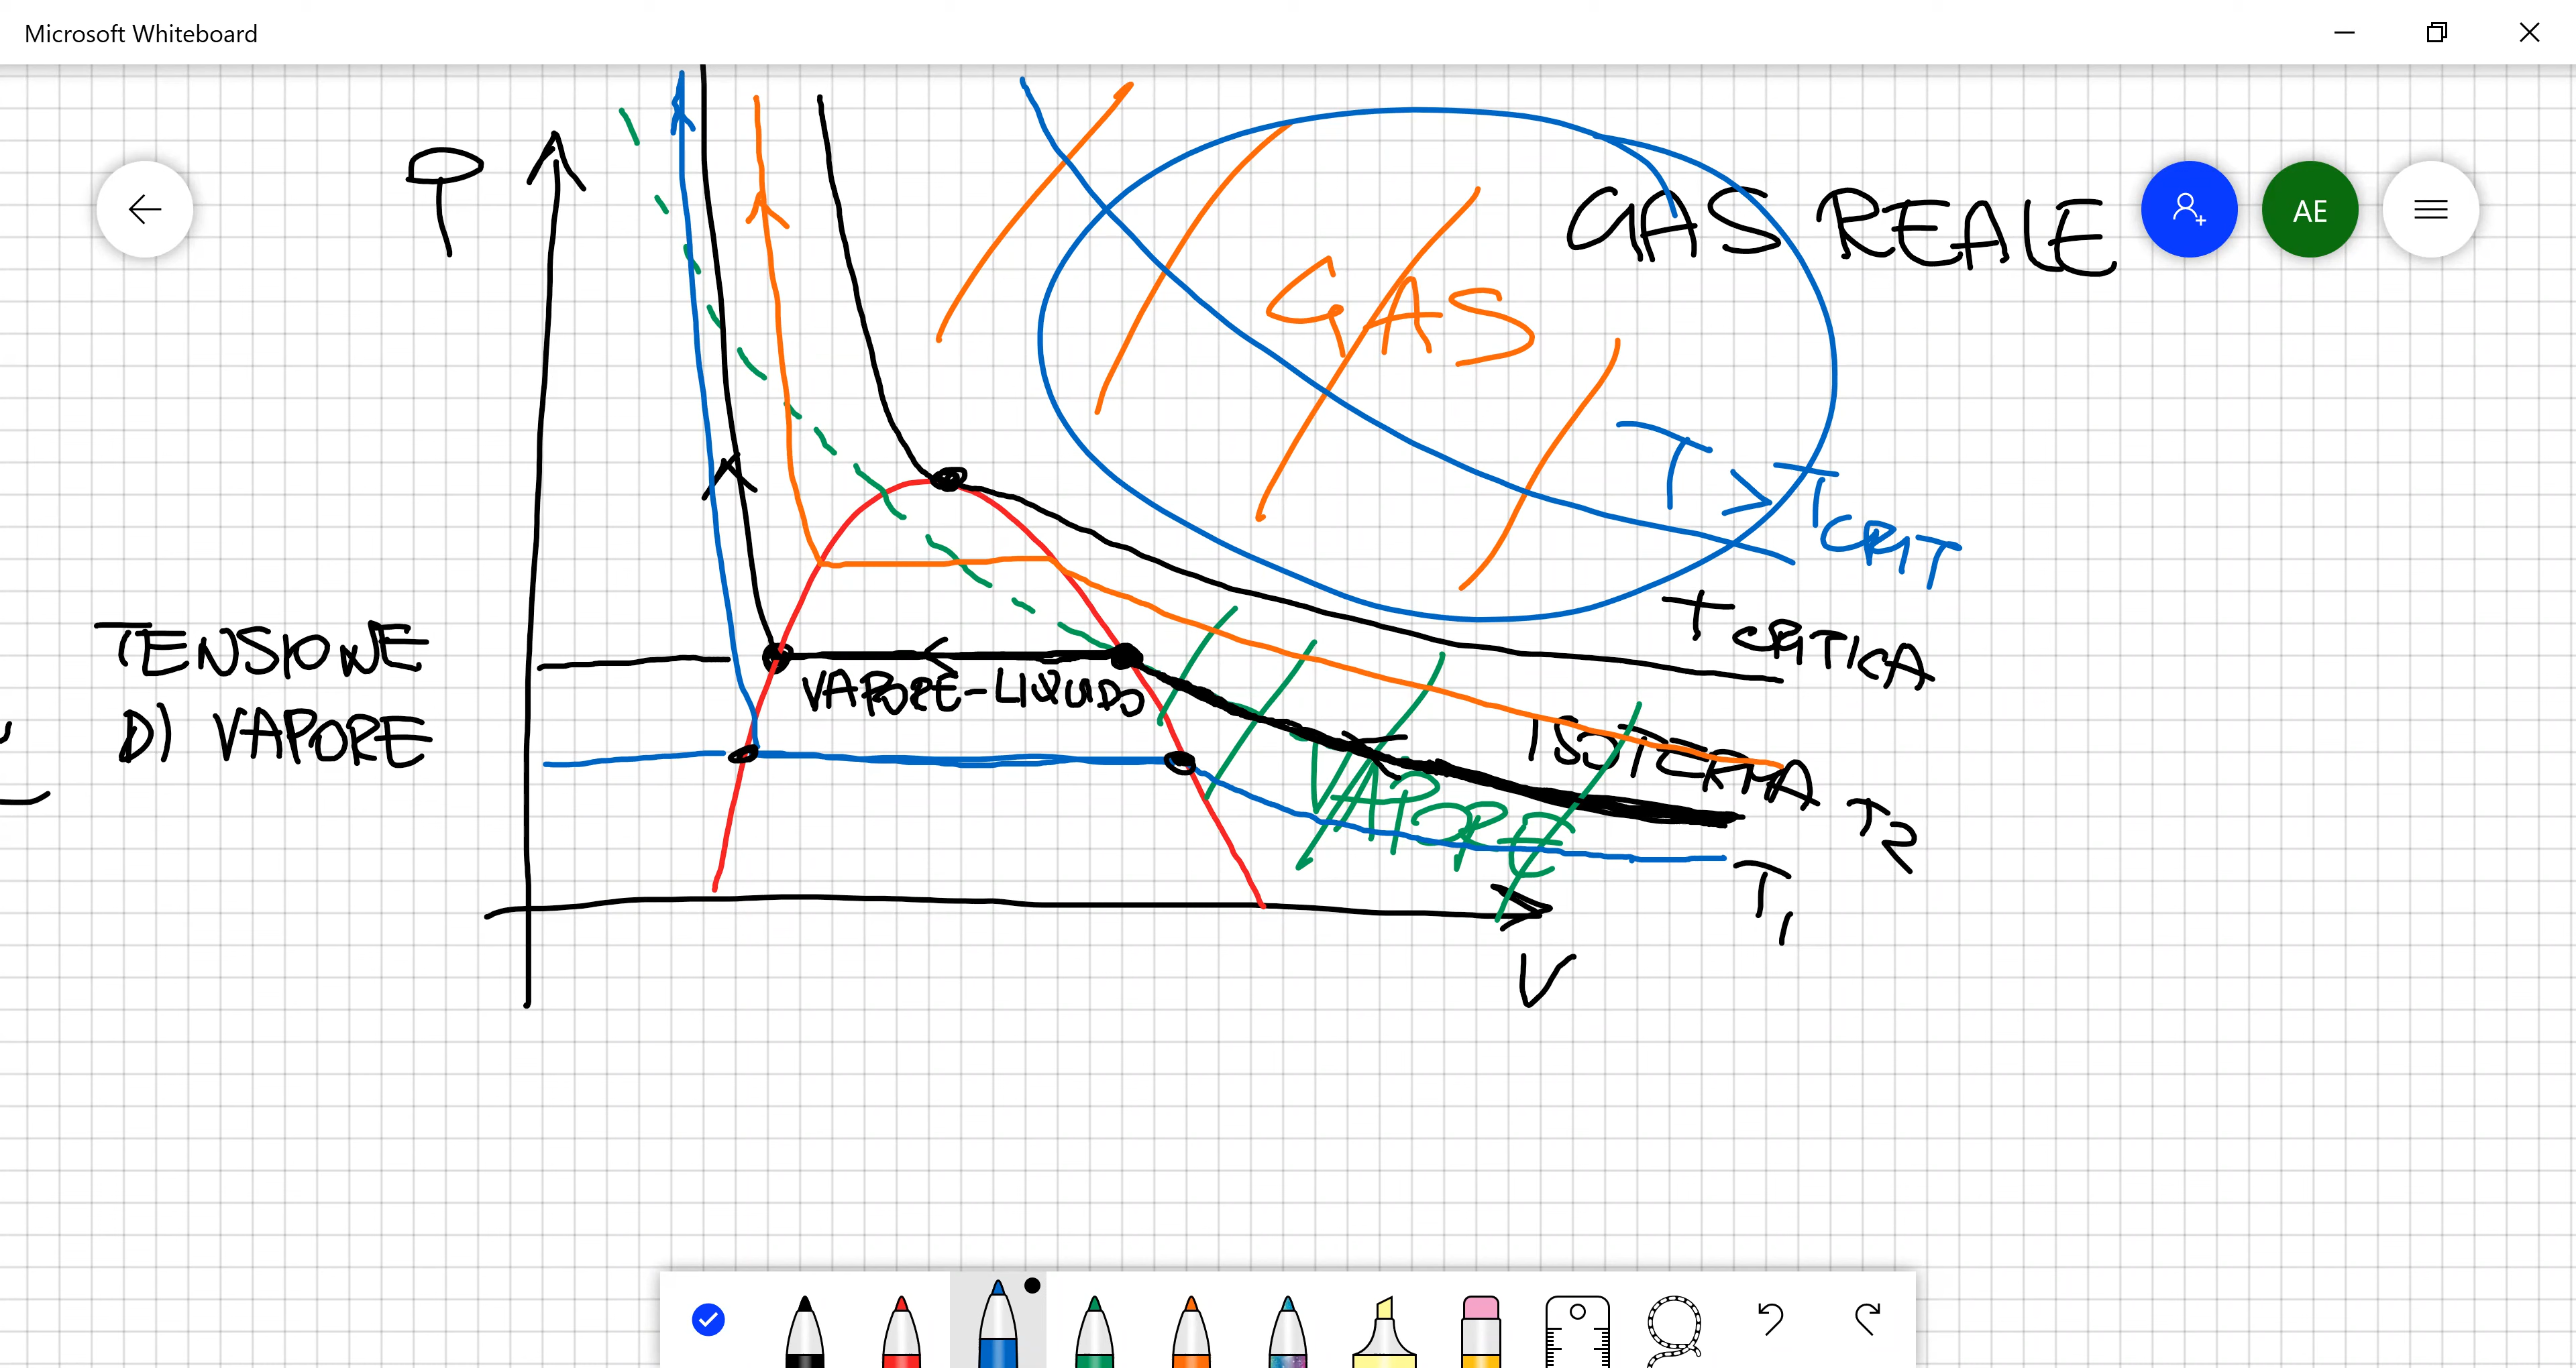 Microsoft Whiteboard
P
GAS REALE
AE
GAS
T > T CRIT
T CRITICA
TENSIONE
DI VAPORE
VAPORE-LIQUIDO
ISOTERMA T2
VAPORE
T1
V